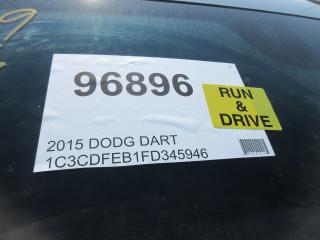 96896
RUN
&
DRIVE
2015 DODG DART
1C3CDFEB1FD345946